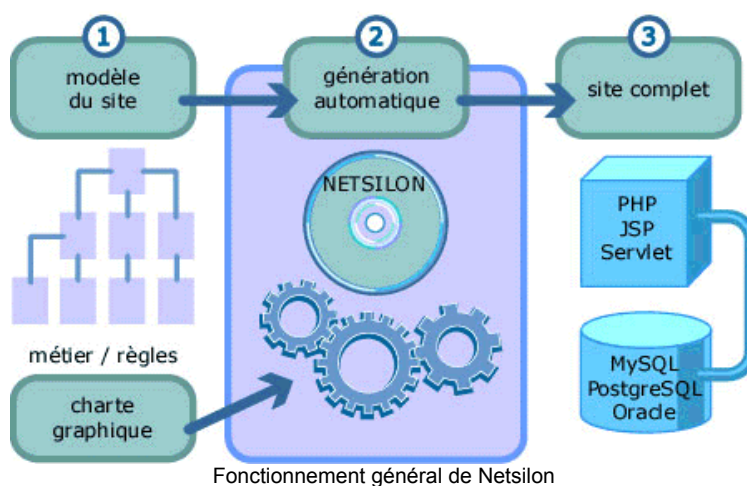 1
modèle
du site
2
génération
automatique
3
site complet
NETSILON
PHP
JSP
Servlet
métier / règles
MySQL
PostgreSQL
Oracle
charte
graphique
Fonctionnement général de Netsilon